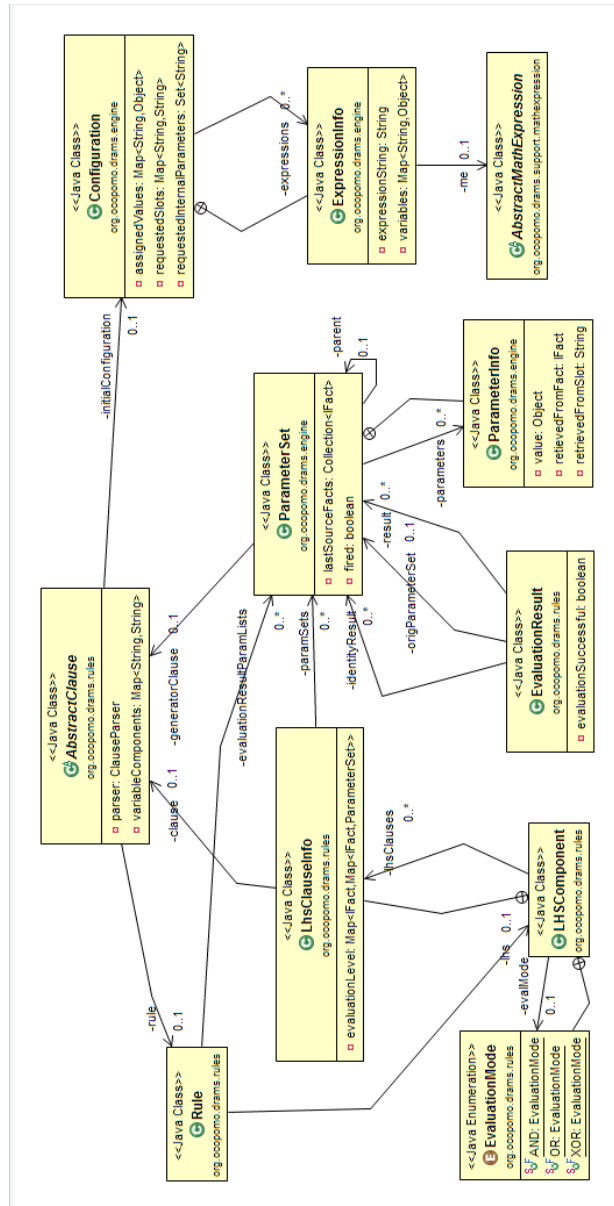 <<Java Class>>
AbstractClause
org.ocopomo.drams.rules
parser: ClauseParser
variableComponents: Map<String,String>
-initialConfiguration
0..1
<<Java Class>>
Configuration
org.ocopomo.drams.engine
assignedValues: Map<String,Object>
requestedSlots: Map<String,String>
requestedInternalParameters: Set<String>
-rule
0..1
-clause
0..1
-generatorClause
0..1
-expressions
0..*
<<Java Class>>
Rule
org.ocopomo.drams.rules
-evaluationResultParamLists
0..*
<<Java Class>>
LhsClauseInfo
org.ocopomo.drams.rules
evaluationLevel: Map<IFact,Map<IFact,ParameterSet>>
-paramSets
0..*
<<Java Class>>
ParameterSet
org.ocopomo.drams.engine
lastSourceFacts: Collection<IFact>
fired: boolean
-parent
0..1
<<Java Class>>
ExpressionInfo
org.ocopomo.drams.engine
expressionString: String
variables: Map<String,Object>
-lhsClauses
0..*
-identityResult
0..*
-origParameterSet
0..1
-result
0..*
-parameters
0..*
-me
0..1
-lhs
0..1
<<Java Class>>
LHSComponent
org.ocopomo.drams.rules
-evalMode
0..1
<<Java Enumeration>>
EvaluationMode
org.ocopomo.drams.rules
AND: EvaluationMode
OR: EvaluationMode
XOR: EvaluationMode
<<Java Class>>
EvaluationResult
org.ocopomo.drams.rules
evaluationSuccessful: boolean
<<Java Class>>
ParameterInfo
org.ocopomo.drams.engine
value: Object
retievedFromFact: IFact
retrievedFromSlot: String
<<Java Class>>
AbstractMathExpression
org.ocopomo.drams.support.mathexpression